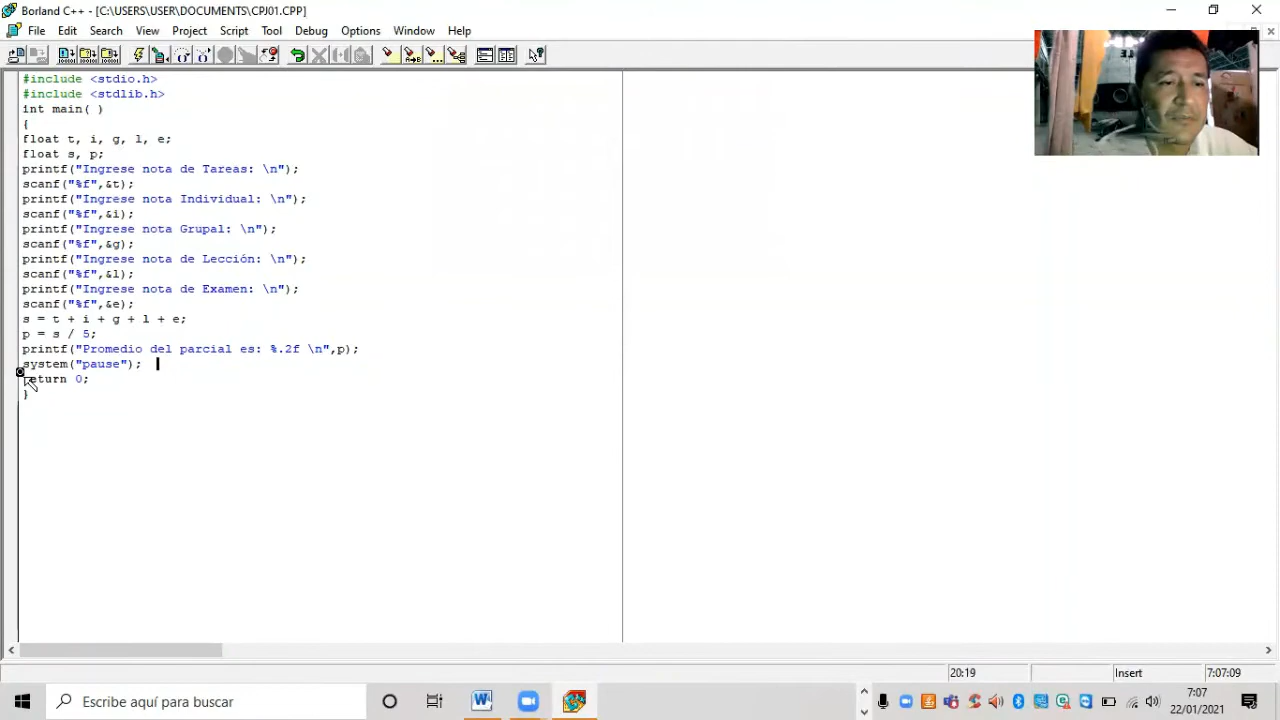 Borland C++ - [C:\USERS\USER\DOCUMENTS\CPJ01.CPP]
File Edit Search View Project Script Tool Debug Options Window Help
#include <stdio.h>
#include <stdlib.h>
int main( )
{
float t, i, g, l, e;
float s, p;
printf("Ingrese nota de Tareas: \n");
scanf("%f",&t);
printf("Ingrese nota Individual: \n");
scanf("%f",&i);
printf("Ingrese nota Grupal: \n");
scanf("%f",&g);
printf("Ingrese nota de Lección: \n");
scanf("%f",&l);
printf("Ingrese nota de Examen: \n");
scanf("%f",&e);
s = t + i + g + l + e;
p = s / 5;
printf("Promedio del parcial es: %.2f \n",p);
system("pause");
return 0;
}
20:19 Insert 7:07:09
Escribe aquí para buscar
7:07
22/01/2021